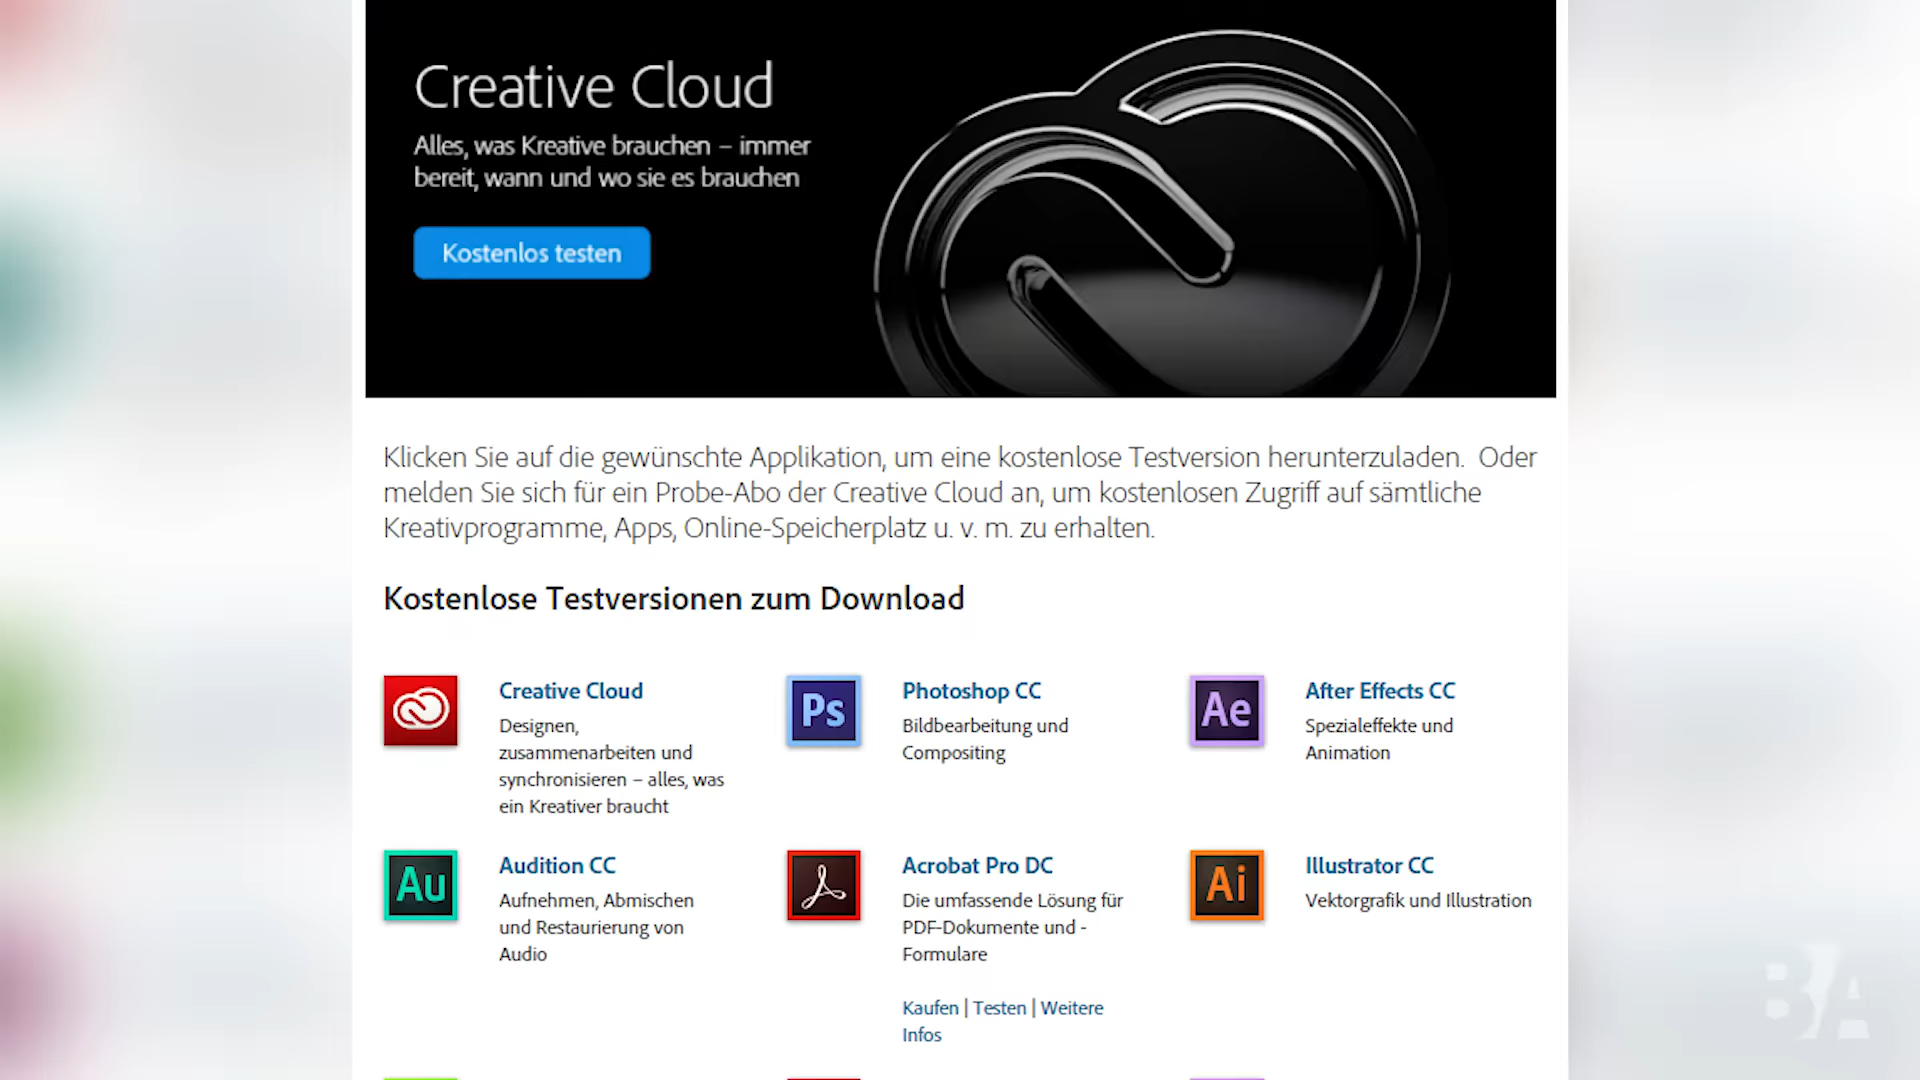 Creative Cloud
Alles, was Kreative brauchen – immer
bereit, wann und wo sie es brauchen
Kostenlos testen
Klicken Sie auf die gewünschte Applikation, um eine kostenlose Testversion herunterzuladen.  Oder
melden Sie sich für ein Probe-Abo der Creative Cloud an, um kostenlosen Zugriff auf sämtliche
Kreativprogramme, Apps, Online-Speicherplatz u. v. m. zu erhalten.
Kostenlose Testversionen zum Download
Creative Cloud
Designen,
zusammenarbeiten und
synchronisieren – alles, was
ein Kreativer braucht
Ps
Photoshop CC
Bildbearbeitung und
Compositing
Ae
After Effects CC
Spezialeffekte und
Animation
Au
Audition CC
Aufnehmen, Abmischen
und Restaurierung von
Audio
Acrobat Pro DC
Die umfassende Lösung für
PDF-Dokumente und -
Formulare
Kaufen | Testen | Weitere
Infos
Ai
Illustrator CC
Vektorgrafik und Illustration
BA